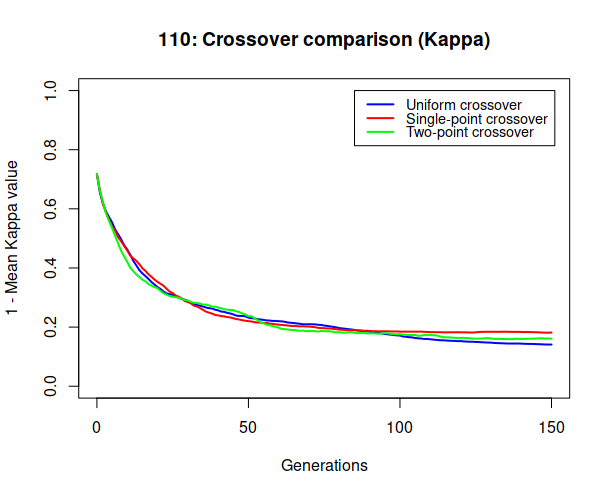 110: Crossover comparison (Kappa)
1 - Mean Kappa value
1.0
0.8
0.6
0.4
0.2
0.0
Uniform crossover
Single-point crossover
Two-point crossover
0 50 100 150
Generations